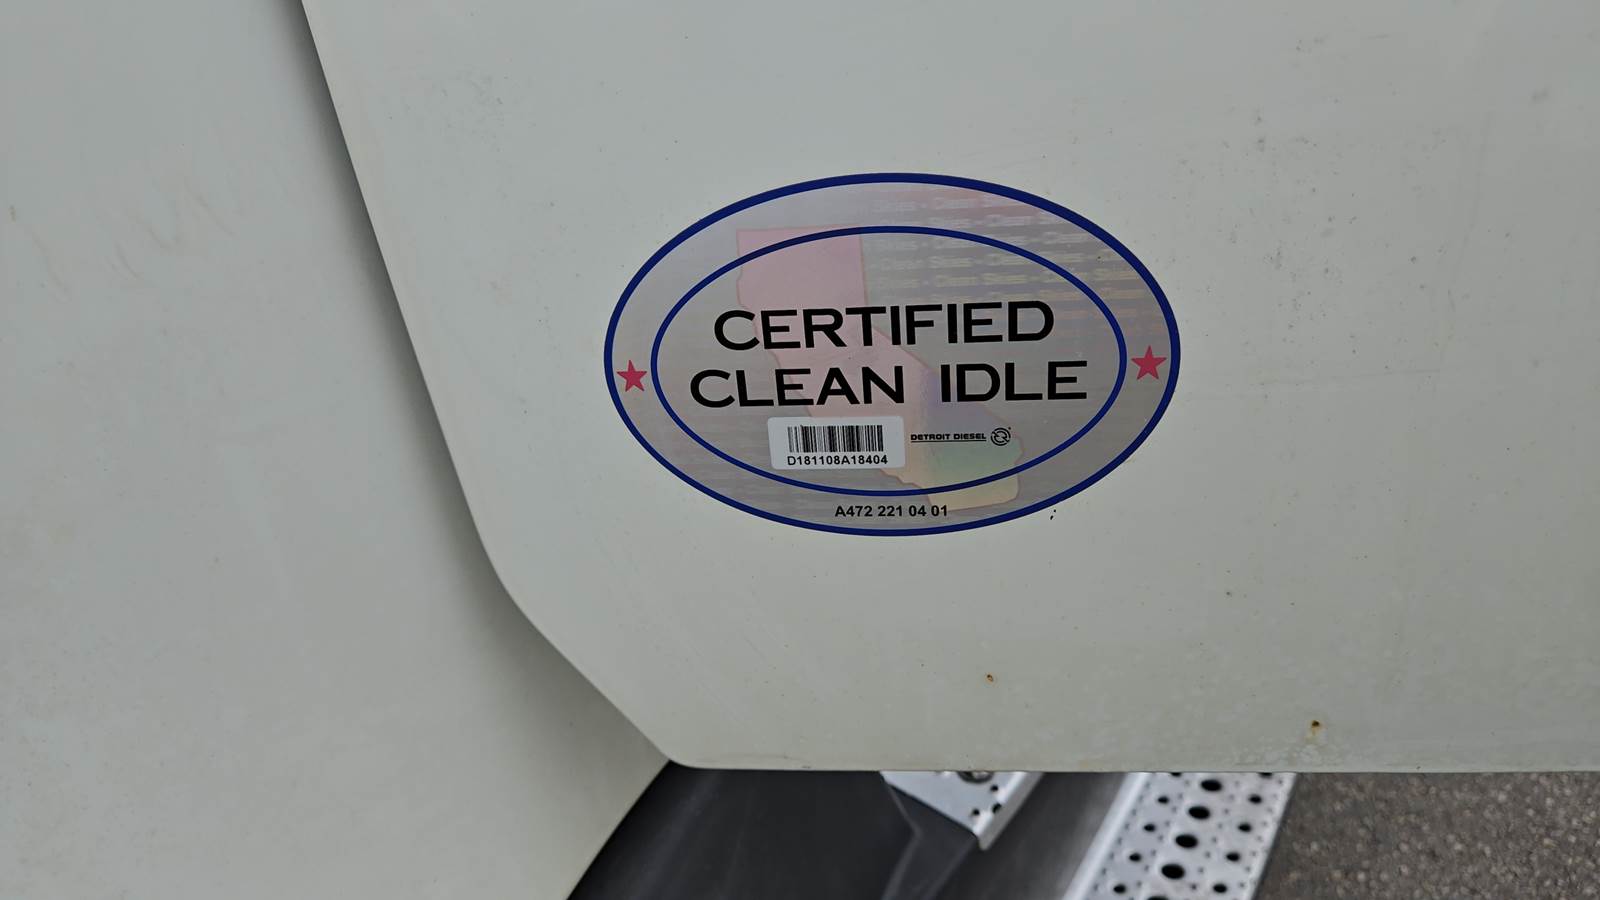 CERTIFIED
CLEAN IDLE
D181108A18404
DETROIT DIESEL
A472 221 04 01